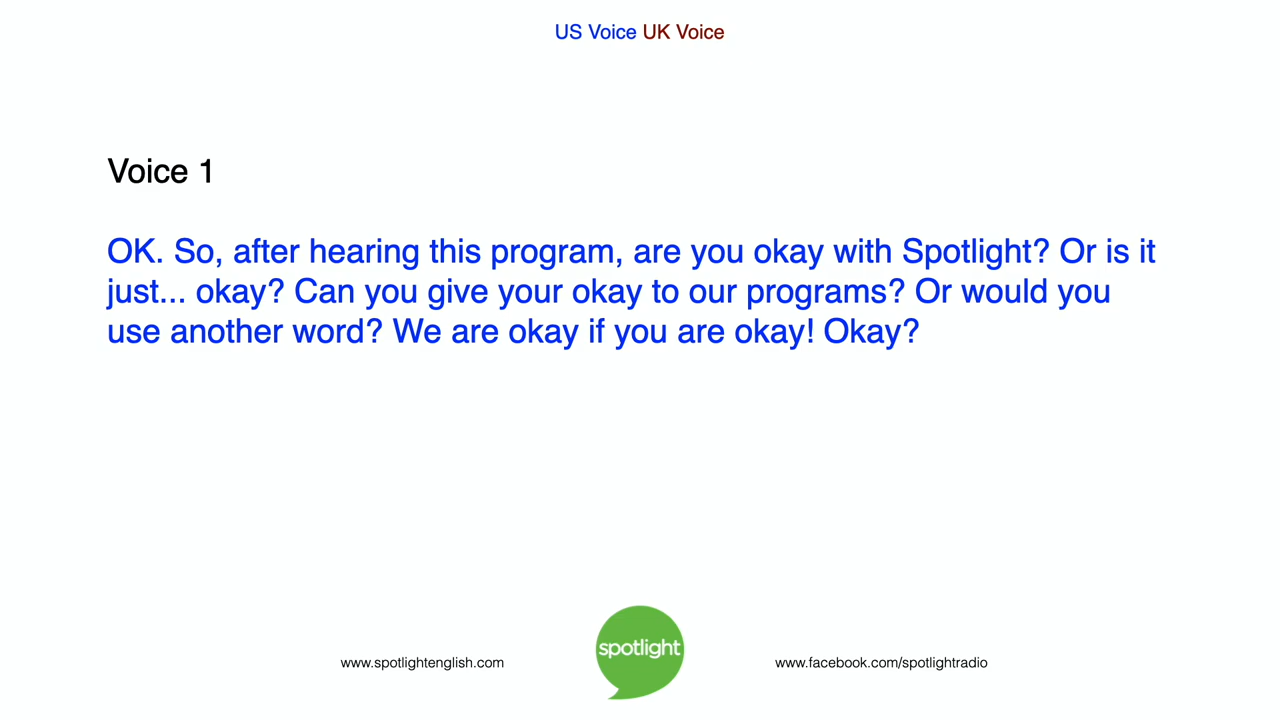 US Voice UK Voice
Voice 1
OK. So, after hearing this program, are you okay with Spotlight? Or is it
just... okay? Can you give your okay to our programs? Or would you
use another word? We are okay if you are okay! Okay?
www.spotlightenglish.com
spotlight
www.facebook.com/spotlightradio